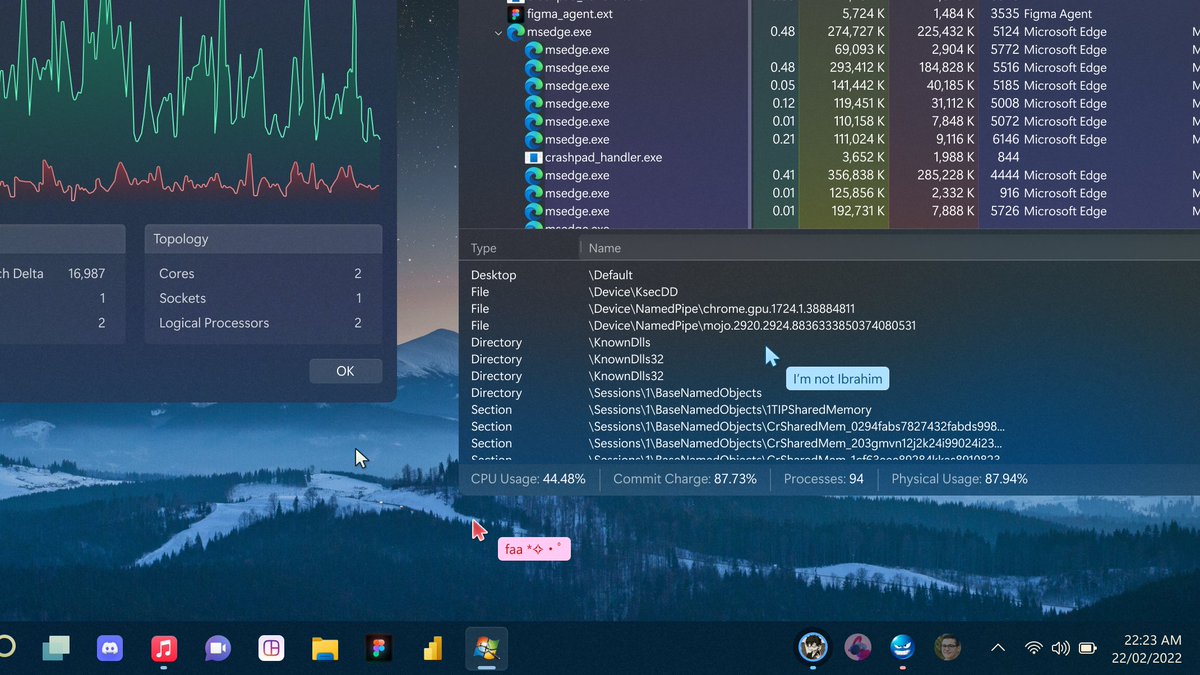 figma_agent.ext 5,724 K 1,484 K 3535 Figma Agent
msedge.exe 0.48 274,727 K 225,432 K 5124 Microsoft Edge M
msedge.exe 69,093 K 2,904 K 5772 Microsoft Edge M
msedge.exe 0.48 293,412 K 184,828 K 5516 Microsoft Edge M
msedge.exe 0.05 141,442 K 40,185 K 5185 Microsoft Edge M
msedge.exe 0.12 119,451 K 31,112 K 5008 Microsoft Edge M
msedge.exe 0.01 110,158 K 7,848 K 5072 Microsoft Edge M
msedge.exe 0.21 111,024 K 9,116 K 6146 Microsoft Edge M
crashpad_handler.exe 3,652 K 1,988 K 844
msedge.exe 0.41 356,838 K 285,228 K 4444 Microsoft Edge M
msedge.exe 0.01 125,856 K 2,332 K 916 Microsoft Edge M
msedge.exe 0.01 192,731 K 7,888 K 5726 Microsoft Edge M
msedge.exe
Topology
ch Delta 16,987
1
2
Cores 2
Sockets 1
Logical Processors 2
OK
Type Name
Desktop \Default
File \Device\KsecDD
File \Device\NamedPipe\chrome.gpu.1724.1.38884811
File \Device\NamedPipe\mojo.2920.2924.8836333850374080531
Directory \KnownDlls
Directory \KnownDlls32
Directory \KnownDlls32
Directory \Sessions\1\BaseNamedObjects
Section \Sessions\1\BaseNamedObjects\1TIPSharedMemory
Section \Sessions\1\BaseNamedObjects\CrSharedMem_0294fabs7827432fabds998...
Section \Sessions\1\BaseNamedObjects\CrSharedMem_203gmvn12j2k24i99024i23...
Section
I'm not Ibrahim
CPU Usage: 44.48% Commit Charge: 87.73% Processes: 94 Physical Usage: 87.94%
faa *✧・ﾟ
22:23 AM
22/02/2022